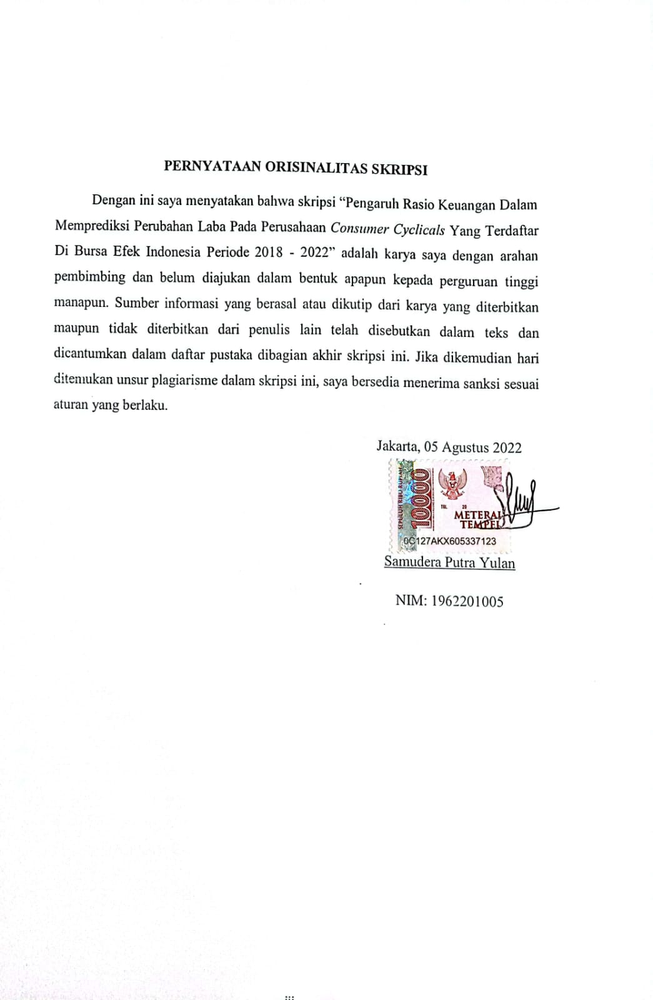 PERNYATAAN ORISINALITAS SKRIPSI
Dengan ini saya menyatakan bahwa skripsi “Pengaruh Rasio Keuangan Dalam
Memprediksi Perubahan Laba Pada Perusahaan Consumer Cyclicals Yang Terdaftar
Di Bursa Efek Indonesia Periode 2018 - 2022” adalah karya saya dengan arahan
pembimbing dan belum diajukan dalam bentuk apapun kepada perguruan tinggi
manapun. Sumber informasi yang berasal atau dikutip dari karya yang diterbitkan
maupun tidak diterbitkan dari penulis lain telah disebutkan dalam teks dan
dicantumkan dalam daftar pustaka dibagian akhir skripsi ini. Jika dikemudian hari
ditemukan unsur plagiarisme dalam skripsi ini, saya bersedia menerima sanksi sesuai
aturan yang berlaku.
Jakarta, 05 Agustus 2022
SEPULUH RIBU RUPIAH
10000
TGL. 20
METERAI
TEMPEL
0C127AKX605337123
Samudera Putra Yulan
NIM: 1962201005
iii